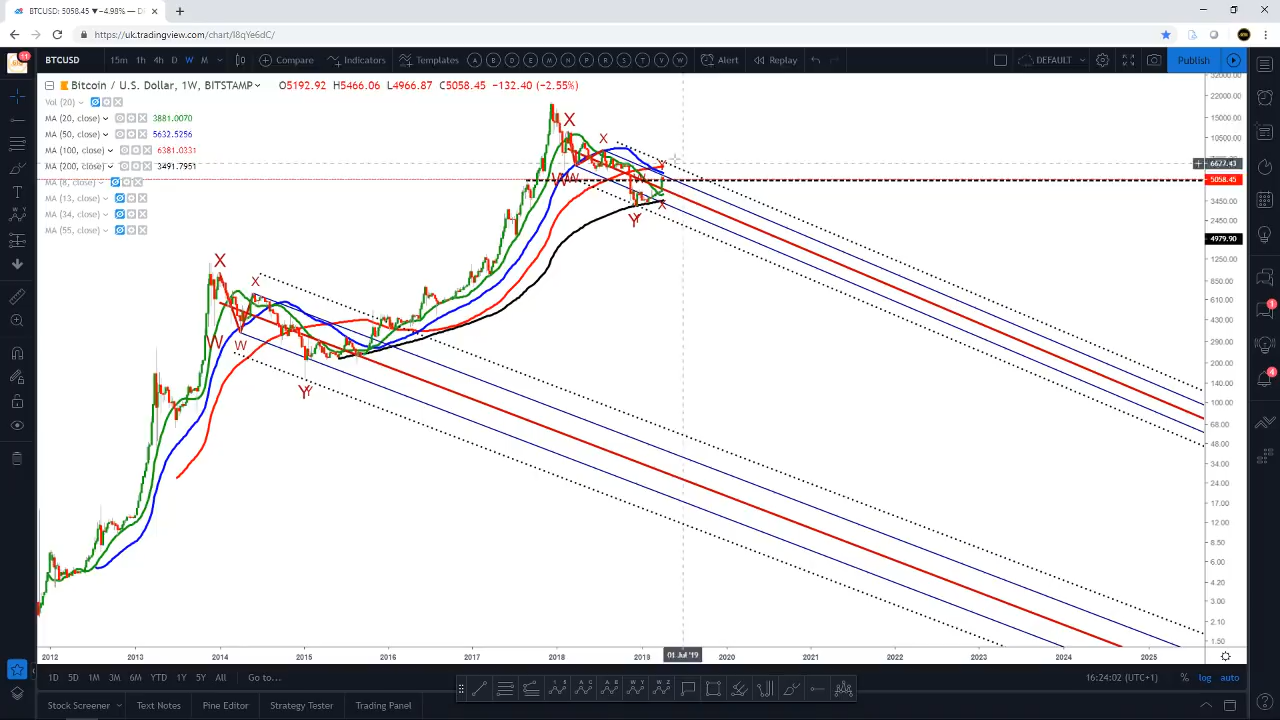 BTCUSD: 5058.45 ▼−4.98% — D
https://uk.tradingview.com/chart/I8qYe6dC/
11
BTCUSD 15m 1h 4h D W M Compare Indicators Templates A B D E M O P R S T V W Alert Replay DEFAULT Publish
Bitcoin / U.S. Dollar, 1W, BITSTAMP O5192.92 H5466.06 L4966.87 C5058.45 −132.40 (−2.55%)
Vol (20)
MA (20, close) 3881.0070
MA (50, close) 5632.5256
MA (100, close) 6381.0331
MA (200, close) 3491.7951
MA (8, close)
MA (13, close)
MA (34, close)
MA (55, close)
32000.00
22000.00
15000.00
10500.00
6627.43
5058.45
3450.00
2450.00
4979.90
1250.00
850.00
610.00
430.00
290.00
200.00
140.00
100.00
68.00
48.00
34.00
24.00
17.00
12.00
8.50
6.00
4.20
3.00
2.10
1.50
X
X
W
W
Y
Y
X
X
W
W
W
Y
Y
X
X
1
4
2012 2013 2014 2015 2016 2017 2018 2019 01 Jul '19 2020 2021 2022 2023 2024 2025
1D 5D 1M 3M 6M YTD 1Y 5Y All Go to... 16:24:02 (UTC+1) % log auto
Stock Screener Text Notes Pine Editor Strategy Tester Trading Panel